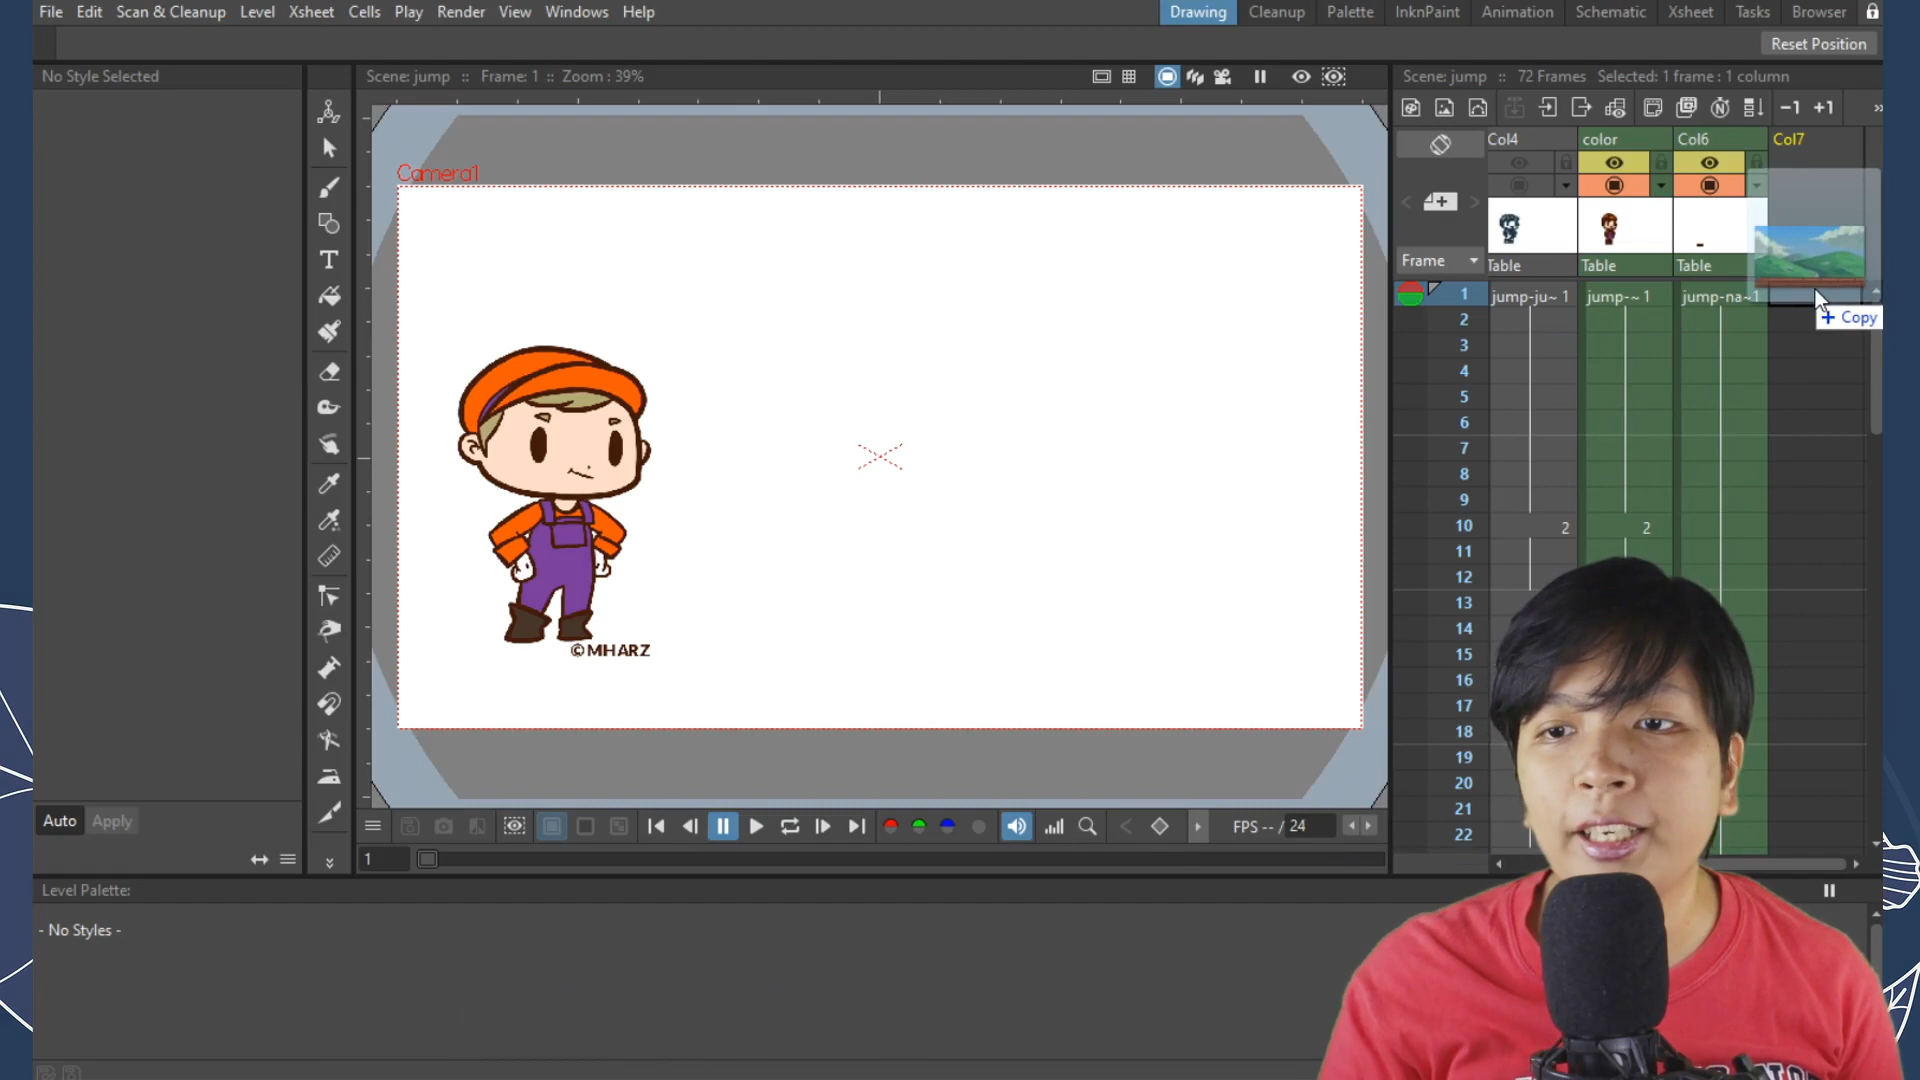 File Edit Scan & Cleanup Level Xsheet Cells Play Render View Windows Help
Drawing Cleanup Palette InknPaint Animation Schematic Xsheet Tasks Browser
Reset Position
No Style Selected
Scene: jump :: Frame: 1 :: Zoom : 39%
Scene: jump :: 72 Frames Selected: 1 frame : 1 column
-1 +1 »
Col4 color Col6 Col7
Camera1
Frame
Table Table Table
1 jump-ju~ 1 jump-~ 1 jump-na~1
+ Copy
2
3
4
5
6
7
8
9
10 2 2
11
12
13
14
15
16
17
18
19
20
21
22
©MHARZ
Auto Apply
FPS -- / 24
1
Level Palette:
- No Styles -